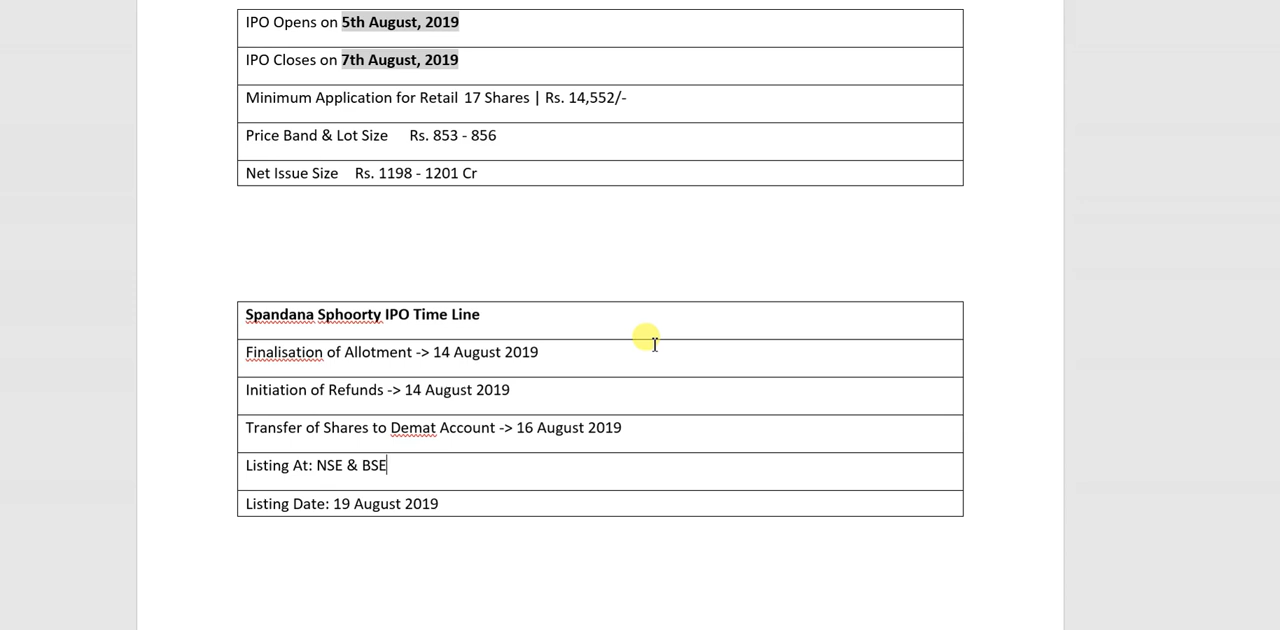 IPO Opens on 5th August, 2019
IPO Closes on 7th August, 2019
Minimum Application for Retail 17 Shares | Rs. 14,552/-
Price Band & Lot Size Rs. 853 - 856
Net Issue Size Rs. 1198 - 1201 Cr
Spandana Sphoorty IPO Time Line
Finalisation of Allotment -> 14 August 2019
Initiation of Refunds -> 14 August 2019
Transfer of Shares to Demat Account -> 16 August 2019
Listing At: NSE & BSE
Listing Date: 19 August 2019